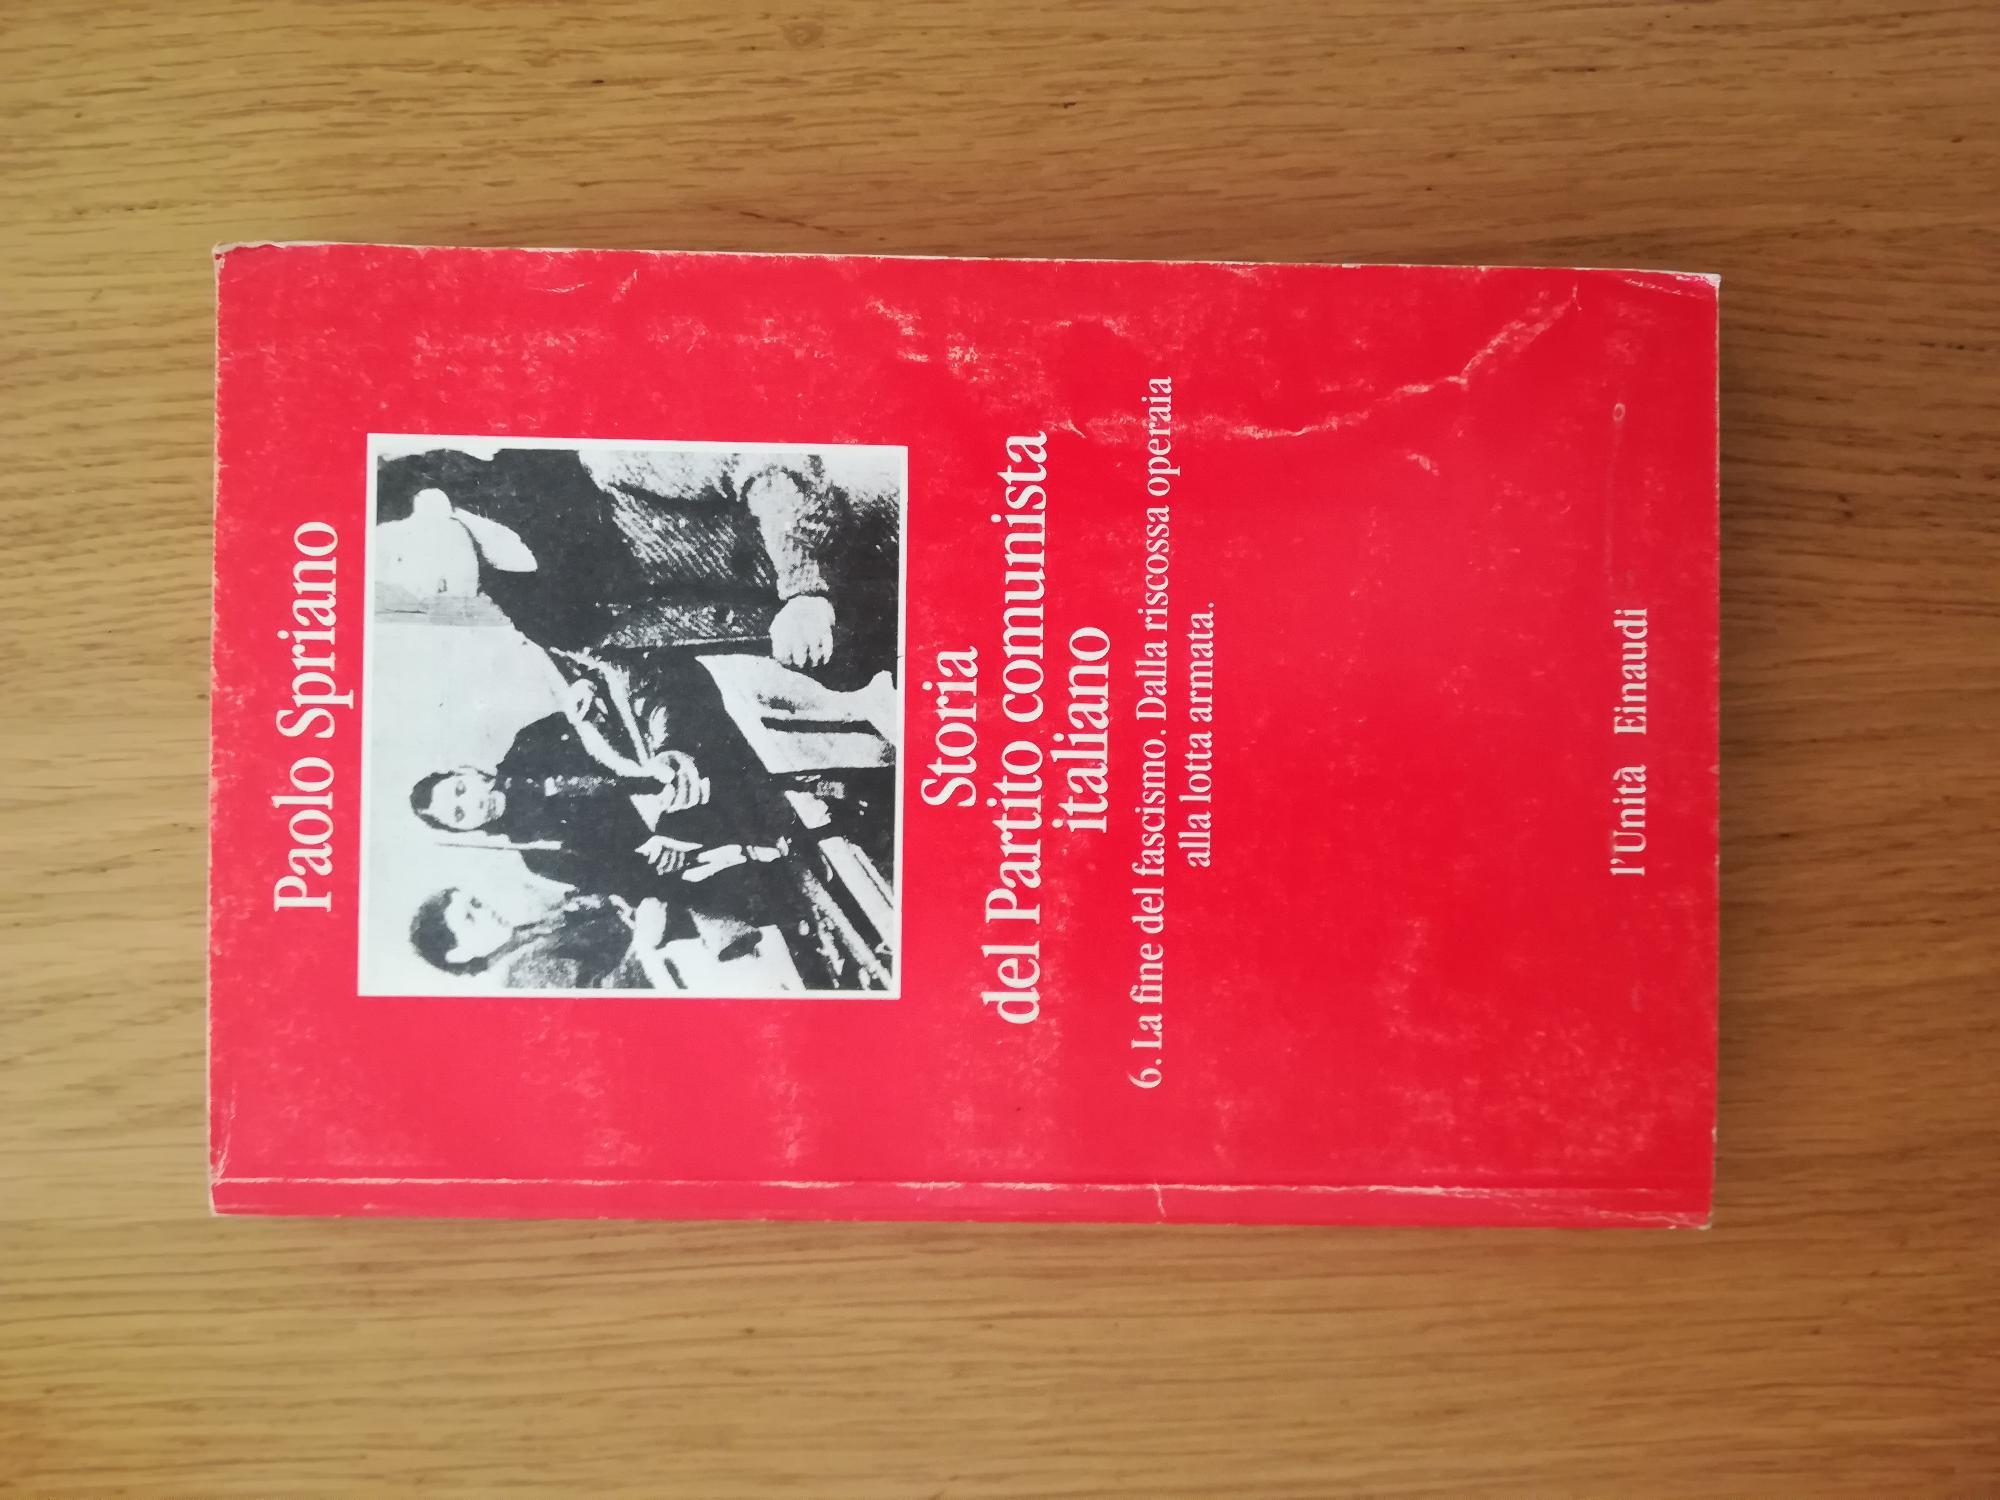 Paolo Spriano
Storia
del Partito comunista
italiano
6. La fine del fascismo. Dalla riscossa operaia
alla lotta armata.
l'Unità Einaudi